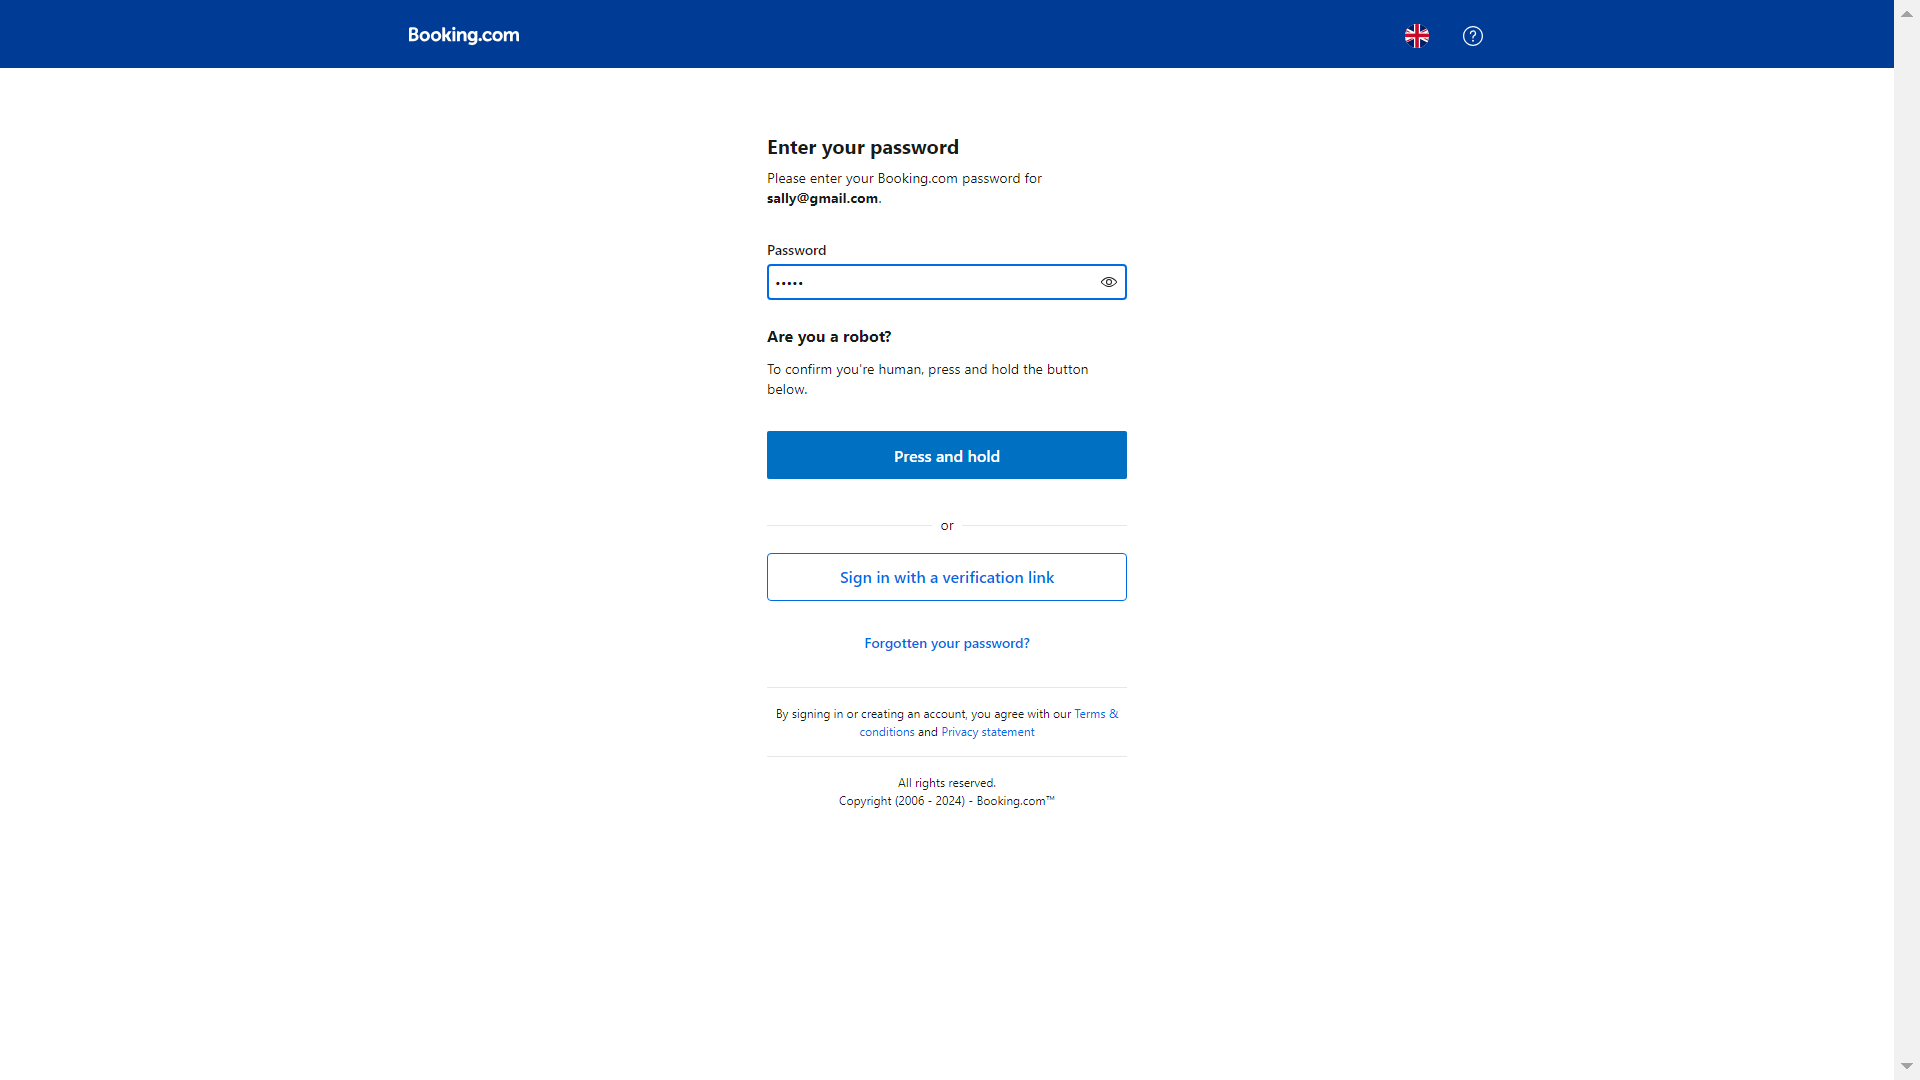 Booking.com
Enter your password
Please enter your Booking.com password for
sally@gmail.com.
Password
•••••
Are you a robot?
To confirm you're human, press and hold the button
below.
Press and hold
or
Sign in with a verification link
Forgotten your password?
By signing in or creating an account, you agree with our Terms &
conditions and Privacy statement
All rights reserved.
Copyright (2006 - 2024) - Booking.com™